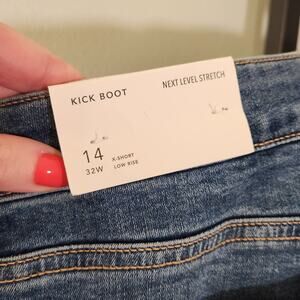 KICK BOOT
NEXT LEVEL STRETCH
14
32W
X-SHORT
LOW RISE